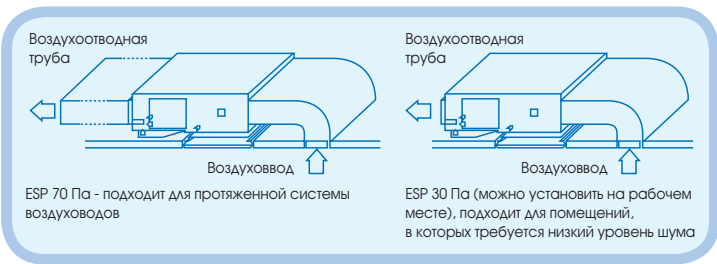 Воздухоотводная
труба
Воздуховвод
ESP 70 Па - подходит для протяженной системы
воздуховодов
Воздухоотводная
труба
Воздуховвод
ESP 30 Па (можно установить на рабочем
месте), подходит для помещений,
в которых требуется низкий уровень шума